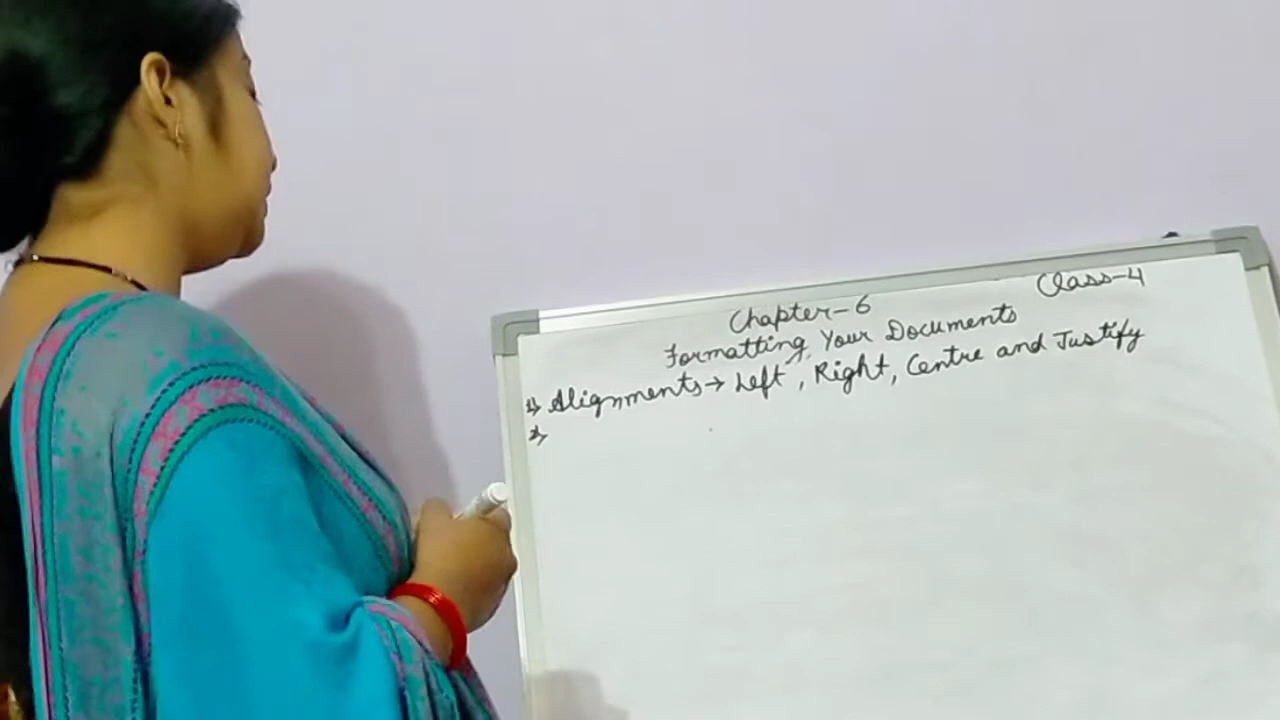 Class-4
Chapter-6
Formatting Your Documents
1) Alignments → Left, Right, Centre and Justify
2)